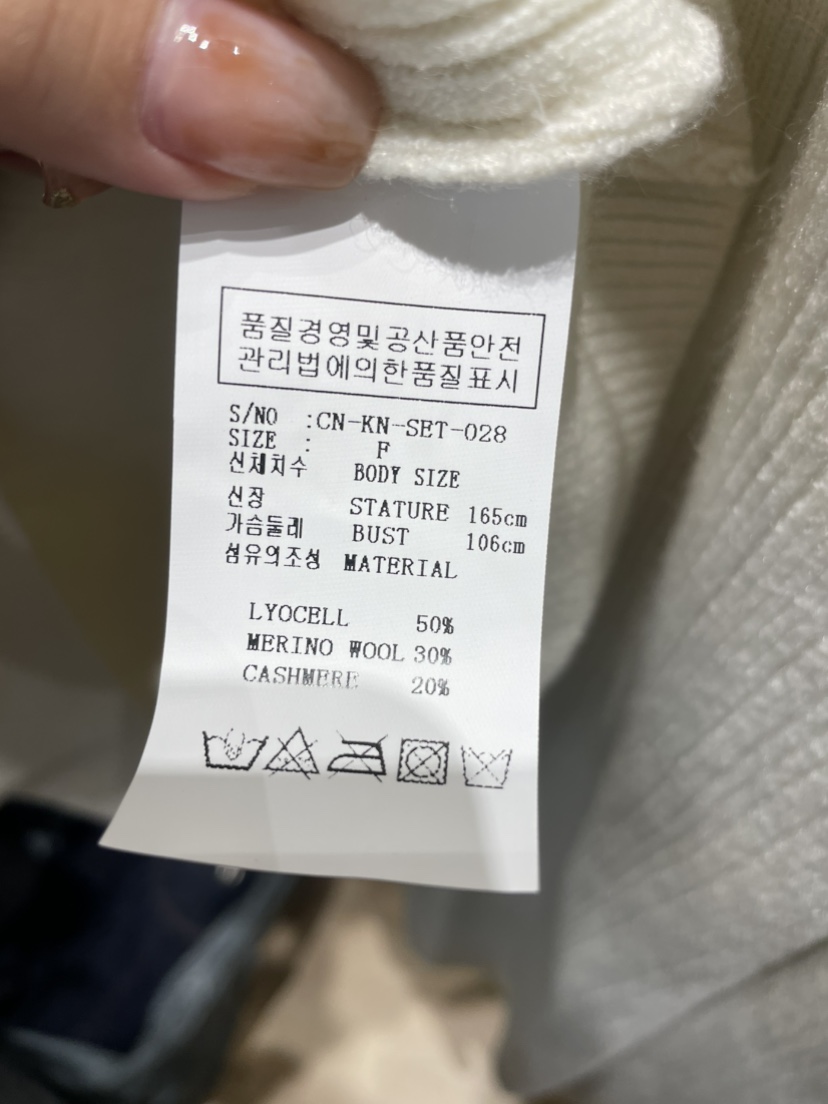 품질경영및공산품안전
관리법에의한품질표시
S/NO :CN-KN-SET-028
SIZE : F
신체치수 BODY SIZE
신장 STATURE 165cm
가슴둘레 BUST 106cm
섬유의조성 MATERIAL
LYOCELL 50%
MERINO WOOL 30%
CASHMERE 20%